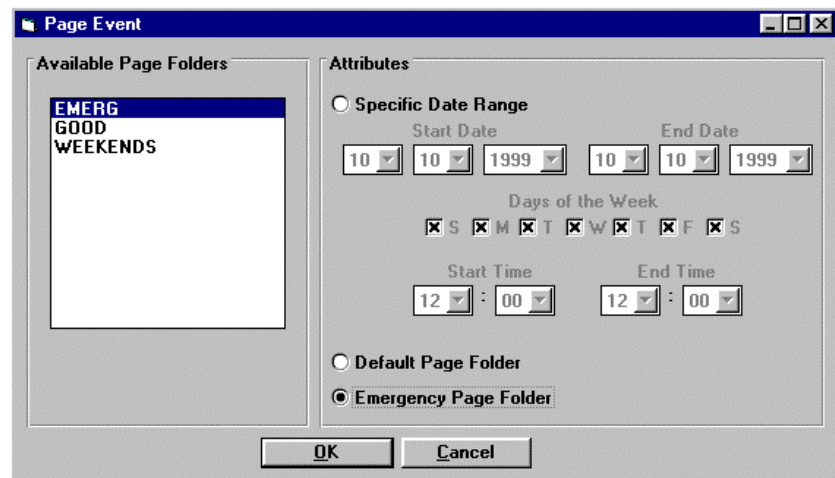 Page Event
Available Page Folders
EMERG
GOOD
WEEKENDS
Attributes
Specific Date Range
Start Date End Date
10 10 1999 10 10 1999
Days of the Week
S M T W T F S
Start Time End Time
12 : 00 12 : 00
Default Page Folder
Emergency Page Folder
OK Cancel